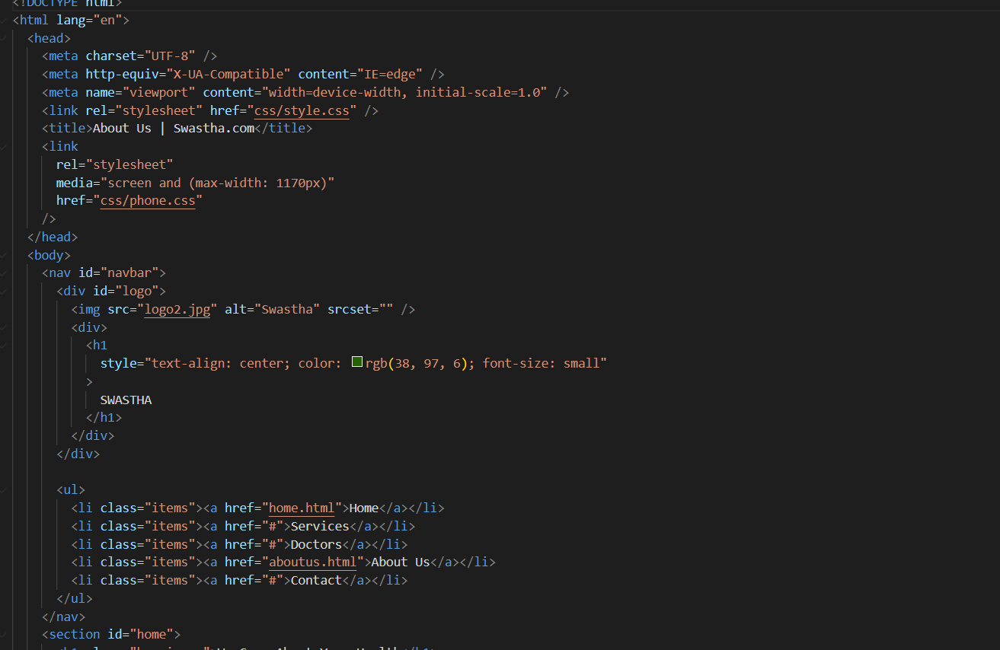 <!DOCTYPE html>
<html lang="en">
<head>
<meta charset="UTF-8" />
<meta http-equiv="X-UA-Compatible" content="IE=edge" />
<meta name="viewport" content="width=device-width, initial-scale=1.0" />
<link rel="stylesheet" href="css/style.css" />
<title>About Us | Swastha.com</title>
<link
rel="stylesheet"
media="screen and (max-width: 1170px)"
href="css/phone.css"
/>
</head>
<body>
<nav id="navbar">
<div id="logo">
<img src="logo2.jpg" alt="Swastha" srcset="" />
<div>
<h1
style="text-align: center; color: rgb(38, 97, 6); font-size: small"
>
SWASTHA
</h1>
</div>
</div>
<ul>
<li class="items"><a href="home.html">Home</a></li>
<li class="items"><a href="#">Services</a></li>
<li class="items"><a href="#">Doctors</a></li>
<li class="items"><a href="aboutus.html">About Us</a></li>
<li class="items"><a href="#">Contact</a></li>
</ul>
</nav>
<section id="home">